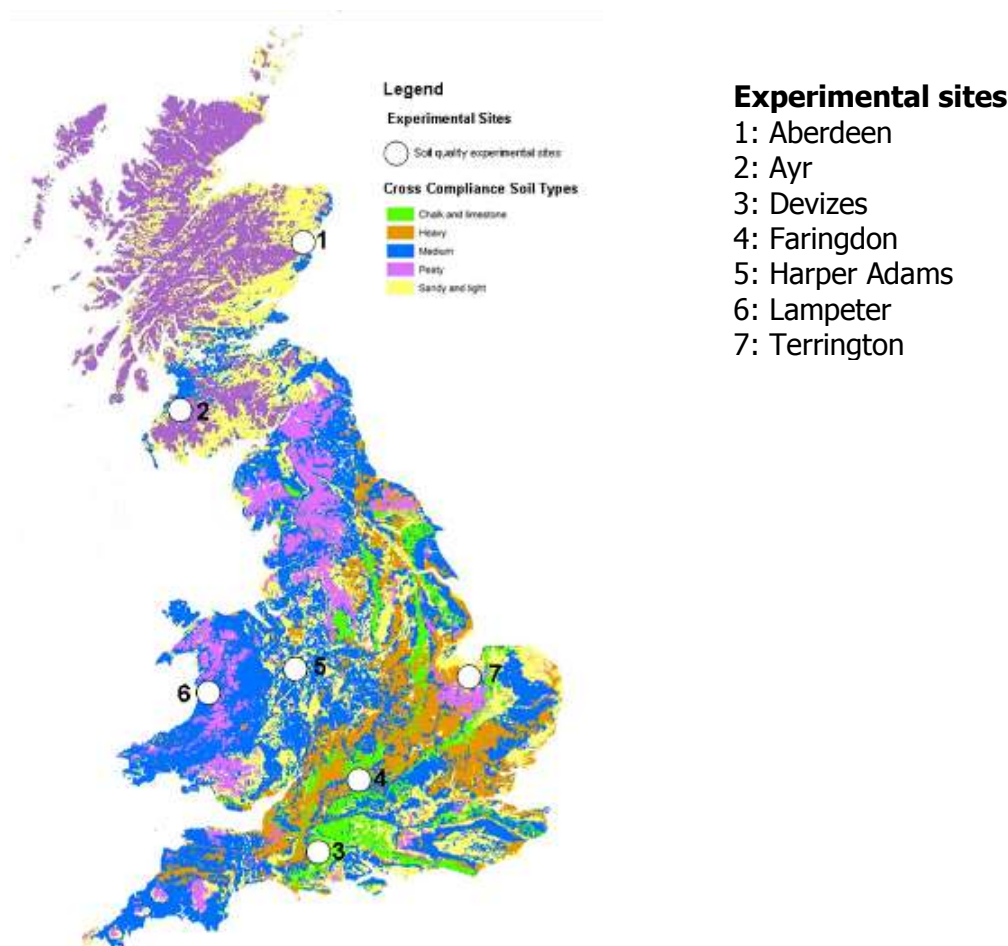 Legend
Experimental Sites
Soil quality experimental sites
Cross Compliance Soil Types
Chalk and limestone
Heavy
Medium
Peaty
Sandy and light
Experimental sites
1: Aberdeen
2: Ayr
3: Devizes
4: Faringdon
5: Harper Adams
6: Lampeter
7: Terrington
1
2
5
6
7
4
3